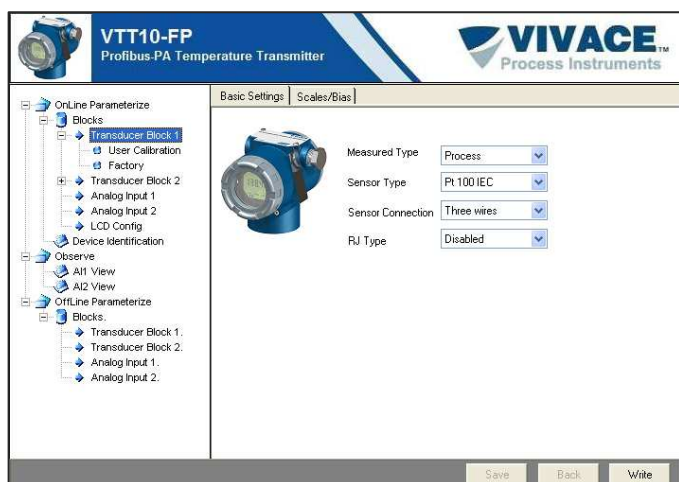 VTT10-FP
Profibus-PA Temperature Transmitter
VIVACE TM
Process Instruments
OnLine Parameterize
Blocks
Transducer Block 1
User Calibration
Factory
Transducer Block 2
Analog Input 1
Analog Input 2
LCD Config
Device Identification
Observe
AI1 View
AI2 View
OffLine Parameterize
Blocks.
Transducer Block 1.
Transducer Block 2.
Analog Input 1.
Analog Input 2.
Basic Settings
Scales/Bias
Measured Type Process
Sensor Type Pt 100 IEC
Sensor Connection Three wires
RJ Type Disabled
Save
Back
Write